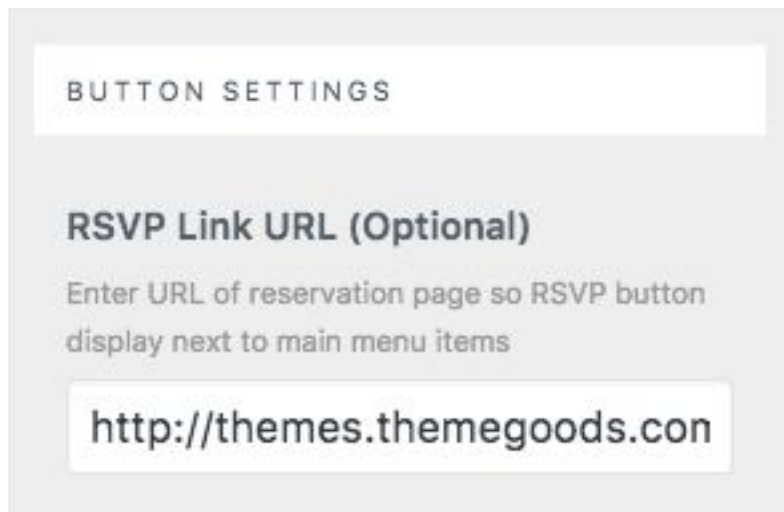 BUTTON SETTINGS
RSVP Link URL (Optional)
Enter URL of reservation page so RSVP button
display next to main menu items
http://themes.themegoods.con